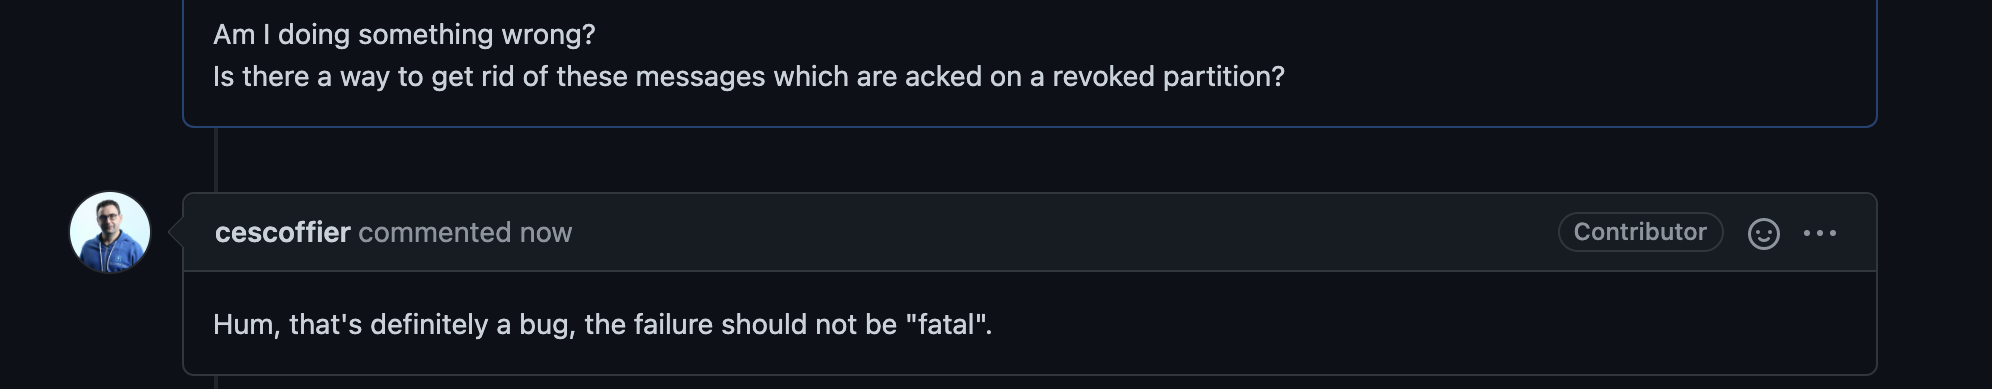 Am I doing something wrong?
Is there a way to get rid of these messages which are acked on a revoked partition?
cescoffier commented now
Contributor
Hum, that's definitely a bug, the failure should not be "fatal".